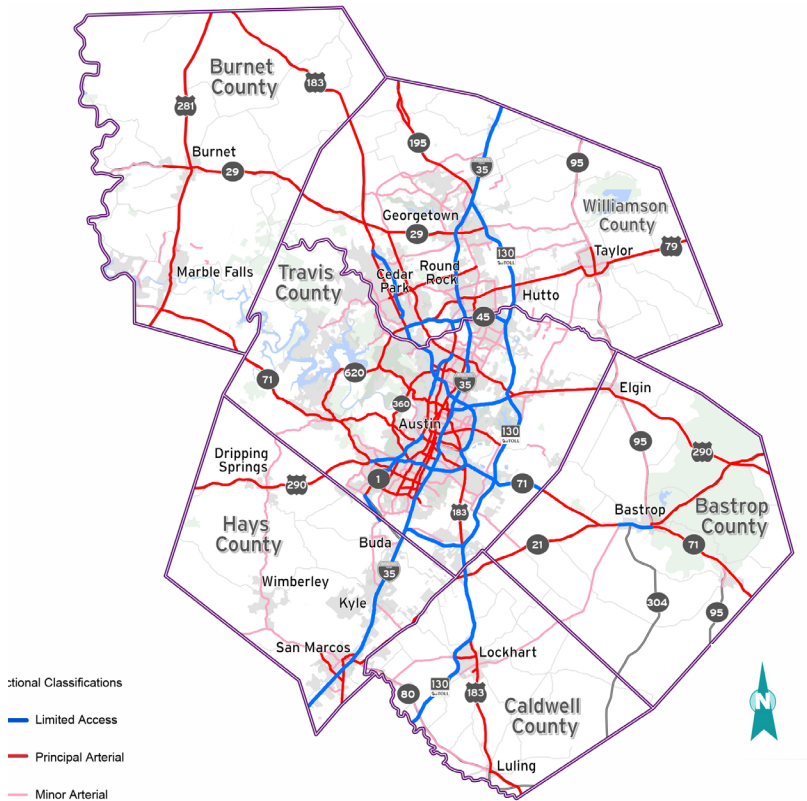 Burnet
County
183
281
Burnet
29
195
35
95
Williamson
County
Georgetown
29
130
TOLL
Taylor
79
Marble Falls
Travis
County
Cedar
Park
Round
Rock
Hutto
45
71
620
35
360
Elgin
Austin
130
TOLL
95
290
Dripping
Springs
290
1
71
183
Bastrop
Bastrop
County
Hays
County
Buda
21
71
35
Wimberley
Kyle
304
95
San Marcos
Lockhart
130
TOLL
80
183
Caldwell
County
Luling
ctional Classifications
Limited Access
Principal Arterial
Minor Arterial
N